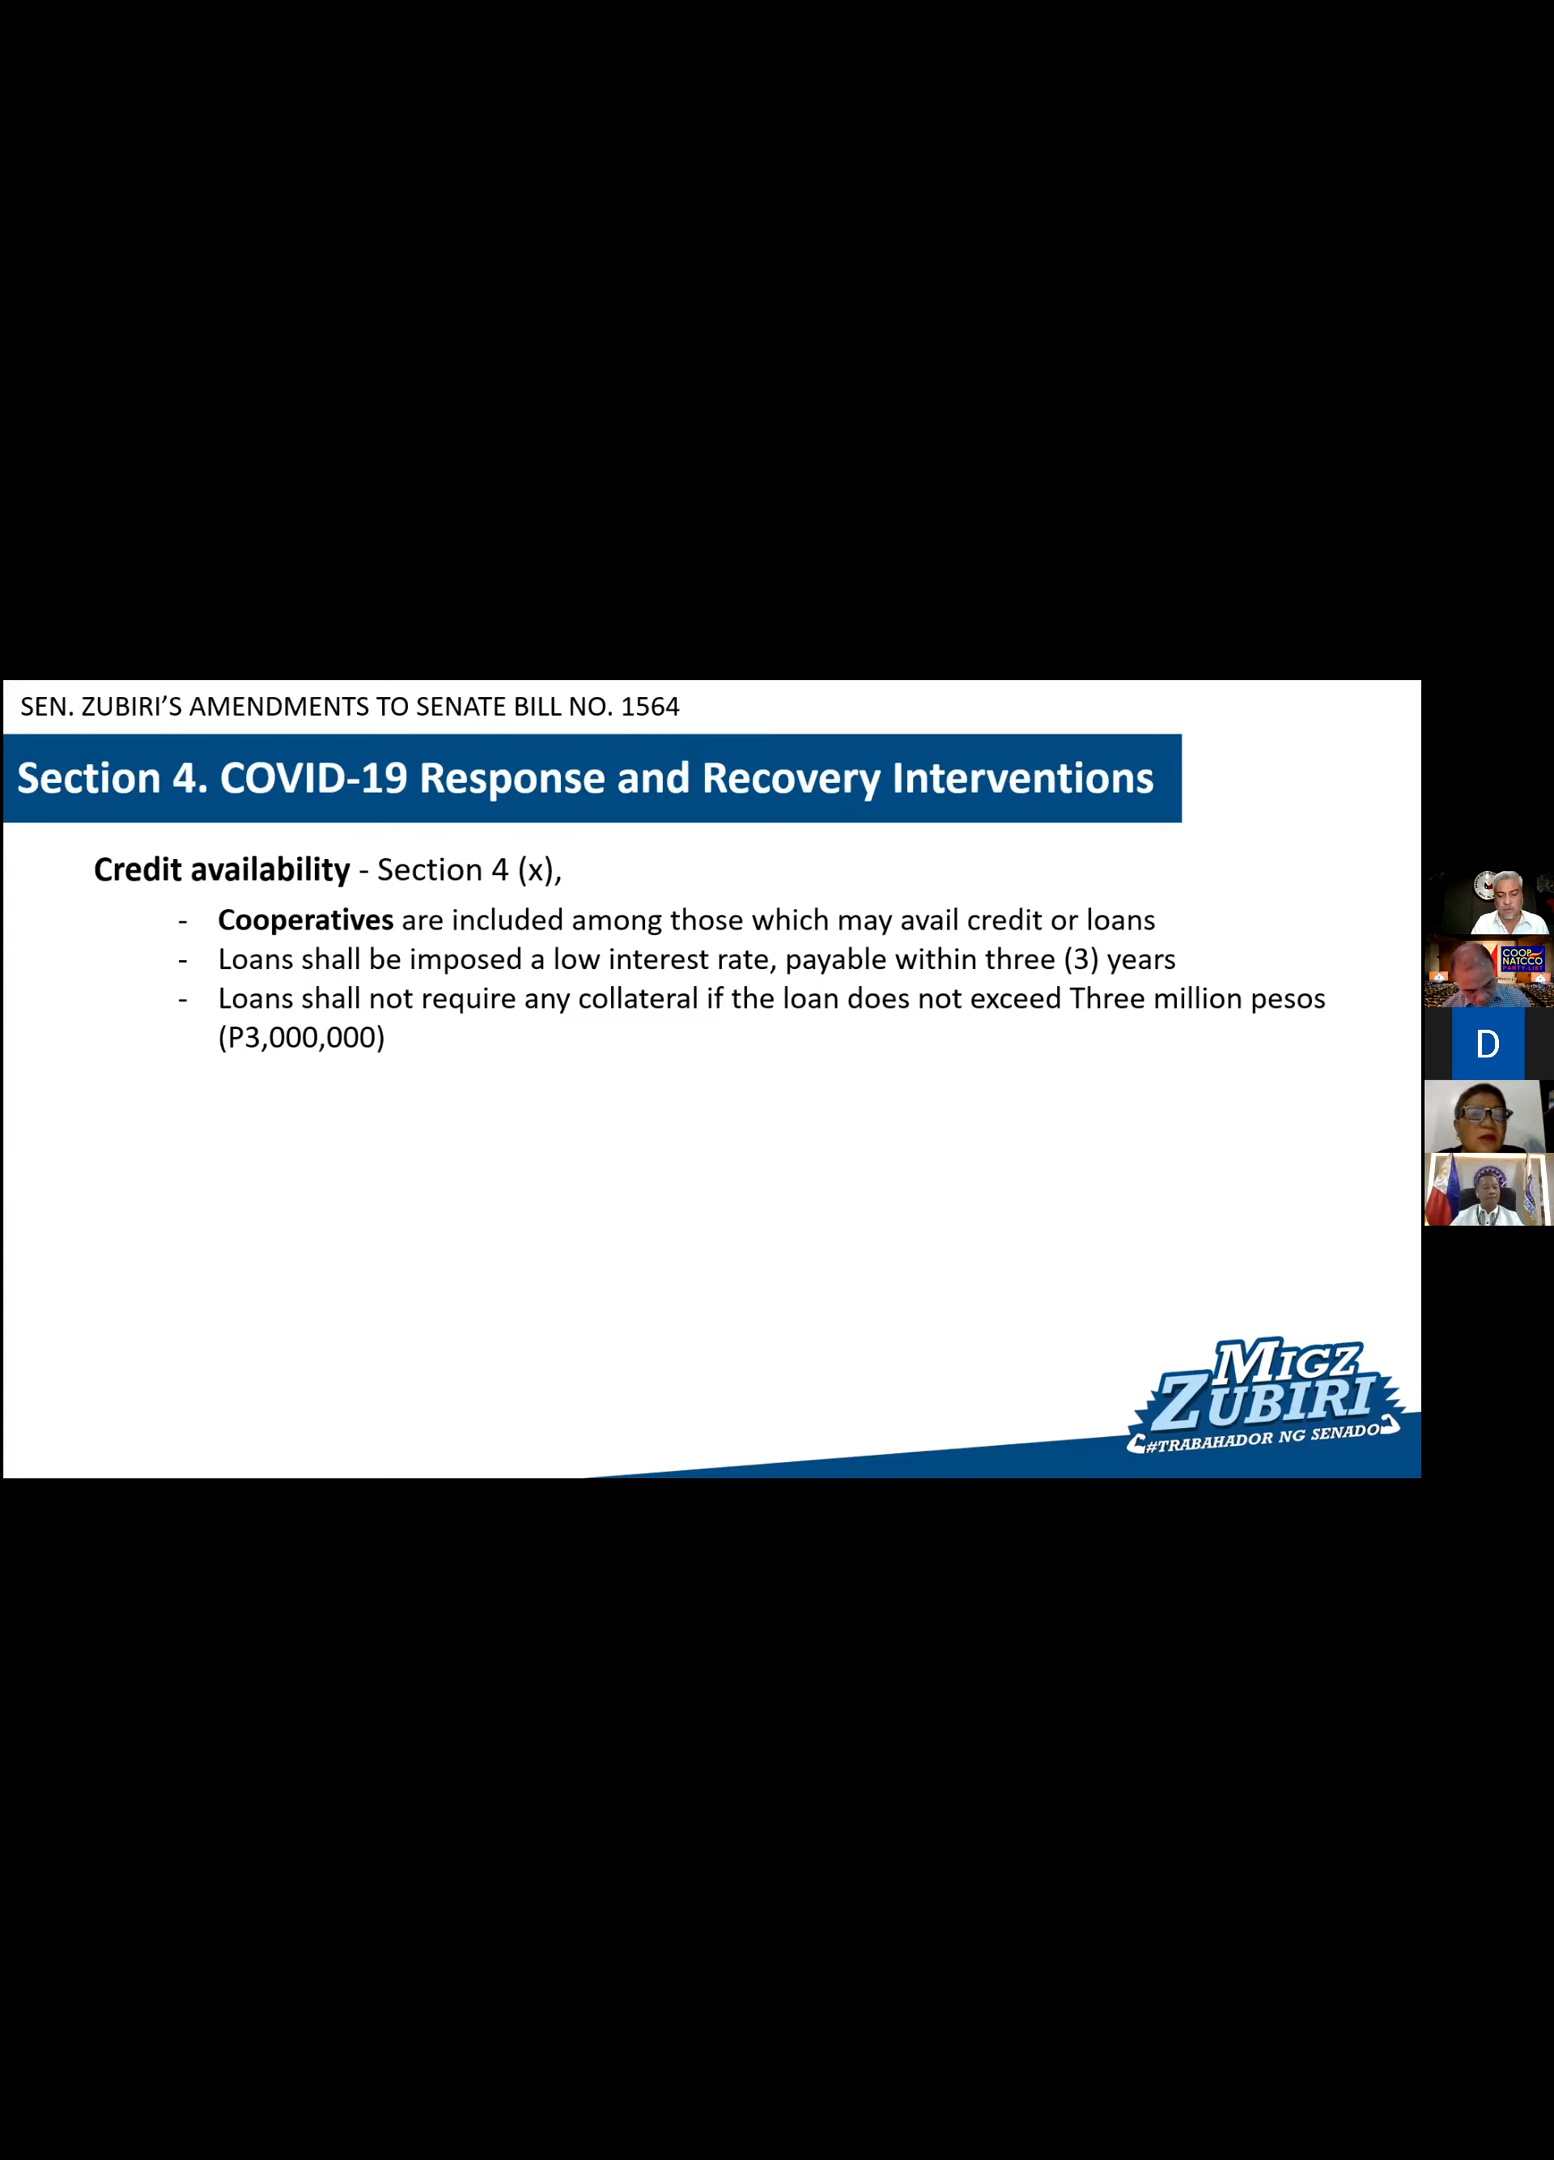 SEN. ZUBIRI’S AMENDMENTS TO SENATE BILL NO. 1564
Section 4. COVID-19 Response and Recovery Interventions
Credit availability - Section 4 (x),
- Cooperatives are included among those which may avail credit or loans
- Loans shall be imposed a low interest rate, payable within three (3) years
- Loans shall not require any collateral if the loan does not exceed Three million pesos
(P3,000,000)
COOP
NATCCO
PARTY-LIST
D
MIGZ
ZUBIRI
#TRABAHADOR NG SENADO